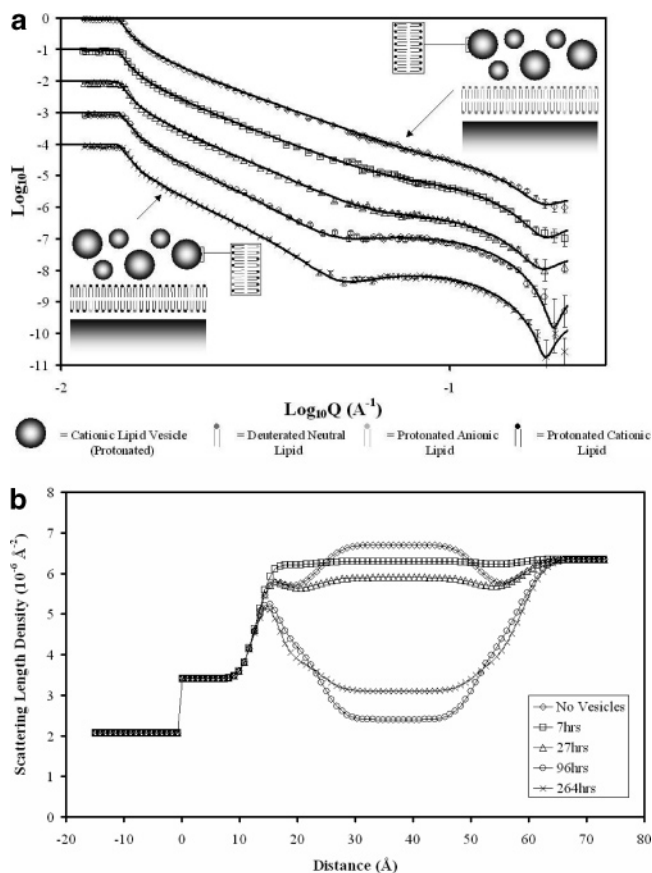 a
0
-1
-2
-3
-4
-5
-6
-7
-8
-9
-10
-11
Log10I
-2
-1
Log10Q (A⁻¹)
= Cationic Lipid Vesicle
(Protonated)
= Deuterated Neutral
Lipid
= Protonated Anionic
Lipid
= Protonated Cationic
Lipid
b
8
7
6
5
4
3
2
1
0
Scattering Length Density (10⁻⁶ Å⁻²)
-20
-10
0
10
20
30
40
50
60
70
80
Distance (Å)
No Vesicles
7hrs
27hrs
96hrs
264hrs